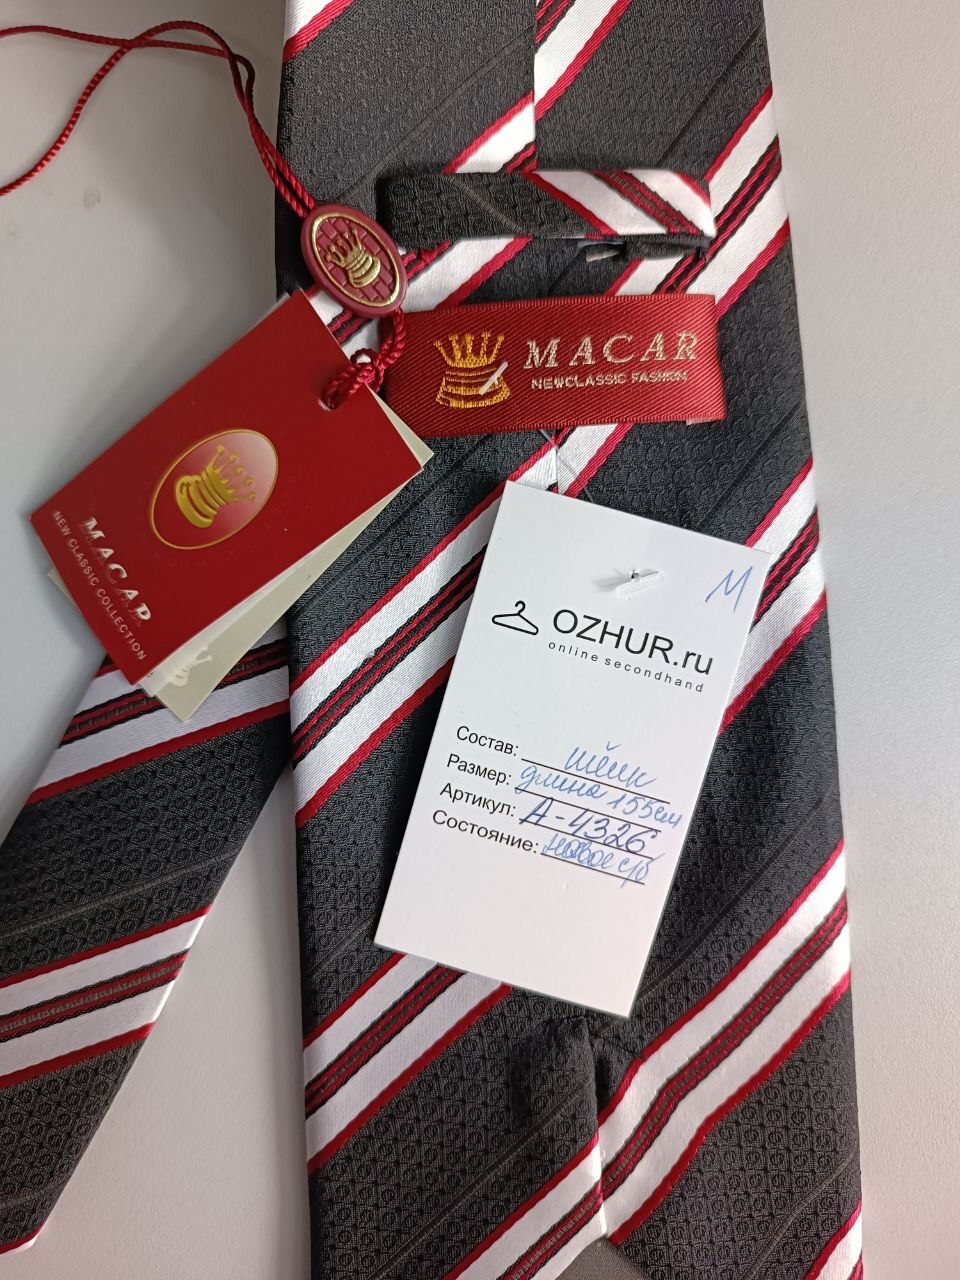 MACAR
NEWCLASSIC FASHION
MACAR
NEW CLASSIC COLLECTION
М
OZHUR.ru
online secondhand
Состав: шёлк
Размер: длина 155см
Артикул: А-4326
Состояние: новое с/б